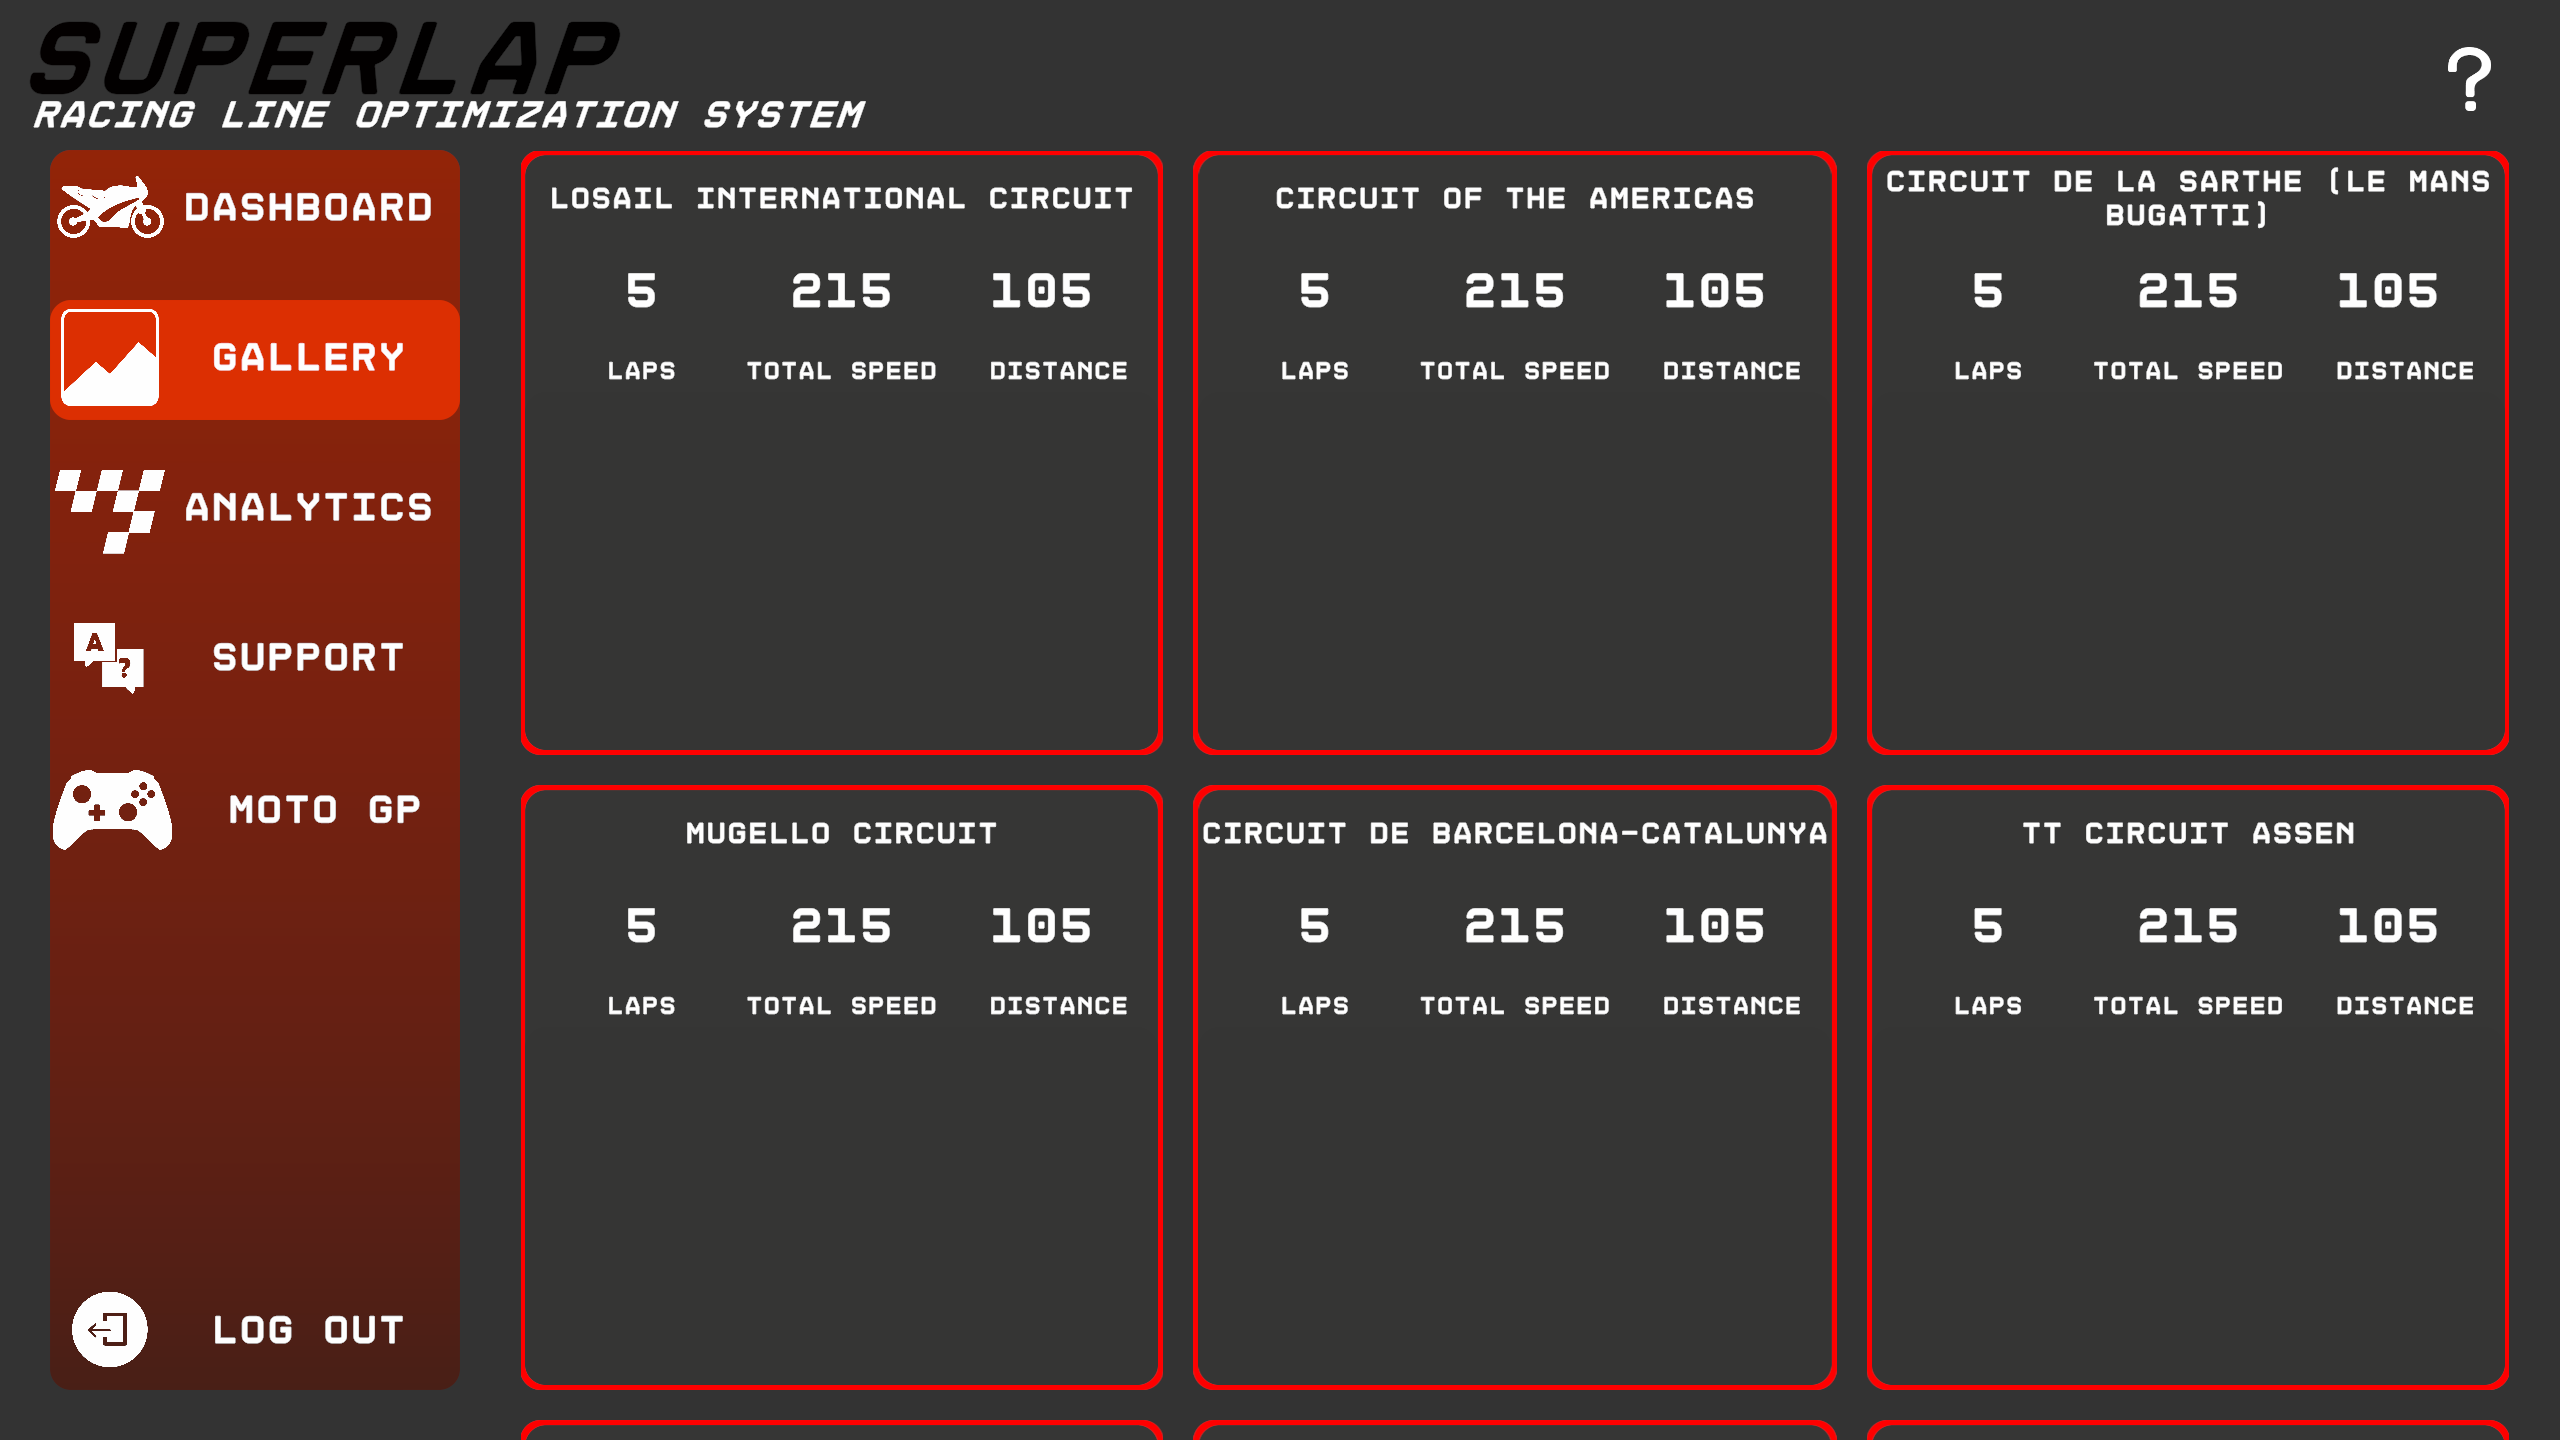 SUPERLAP
RACING LINE OPTIMIZATION SYSTEM
?
DASHBOARD
GALLERY
ANALYTICS
A
?
SUPPORT
MOTO GP
LOG OUT
LOSAIL INTERNATIONAL CIRCUIT
5 215 105
LAPS TOTAL SPEED DISTANCE
CIRCUIT OF THE AMERICAS
5 215 105
LAPS TOTAL SPEED DISTANCE
CIRCUIT DE LA SARTHE (LE MANS
BUGATTI)
5 215 105
LAPS TOTAL SPEED DISTANCE
MUGELLO CIRCUIT
5 215 105
LAPS TOTAL SPEED DISTANCE
CIRCUIT DE BARCELONA-CATALUNYA
5 215 105
LAPS TOTAL SPEED DISTANCE
TT CIRCUIT ASSEN
5 215 105
LAPS TOTAL SPEED DISTANCE